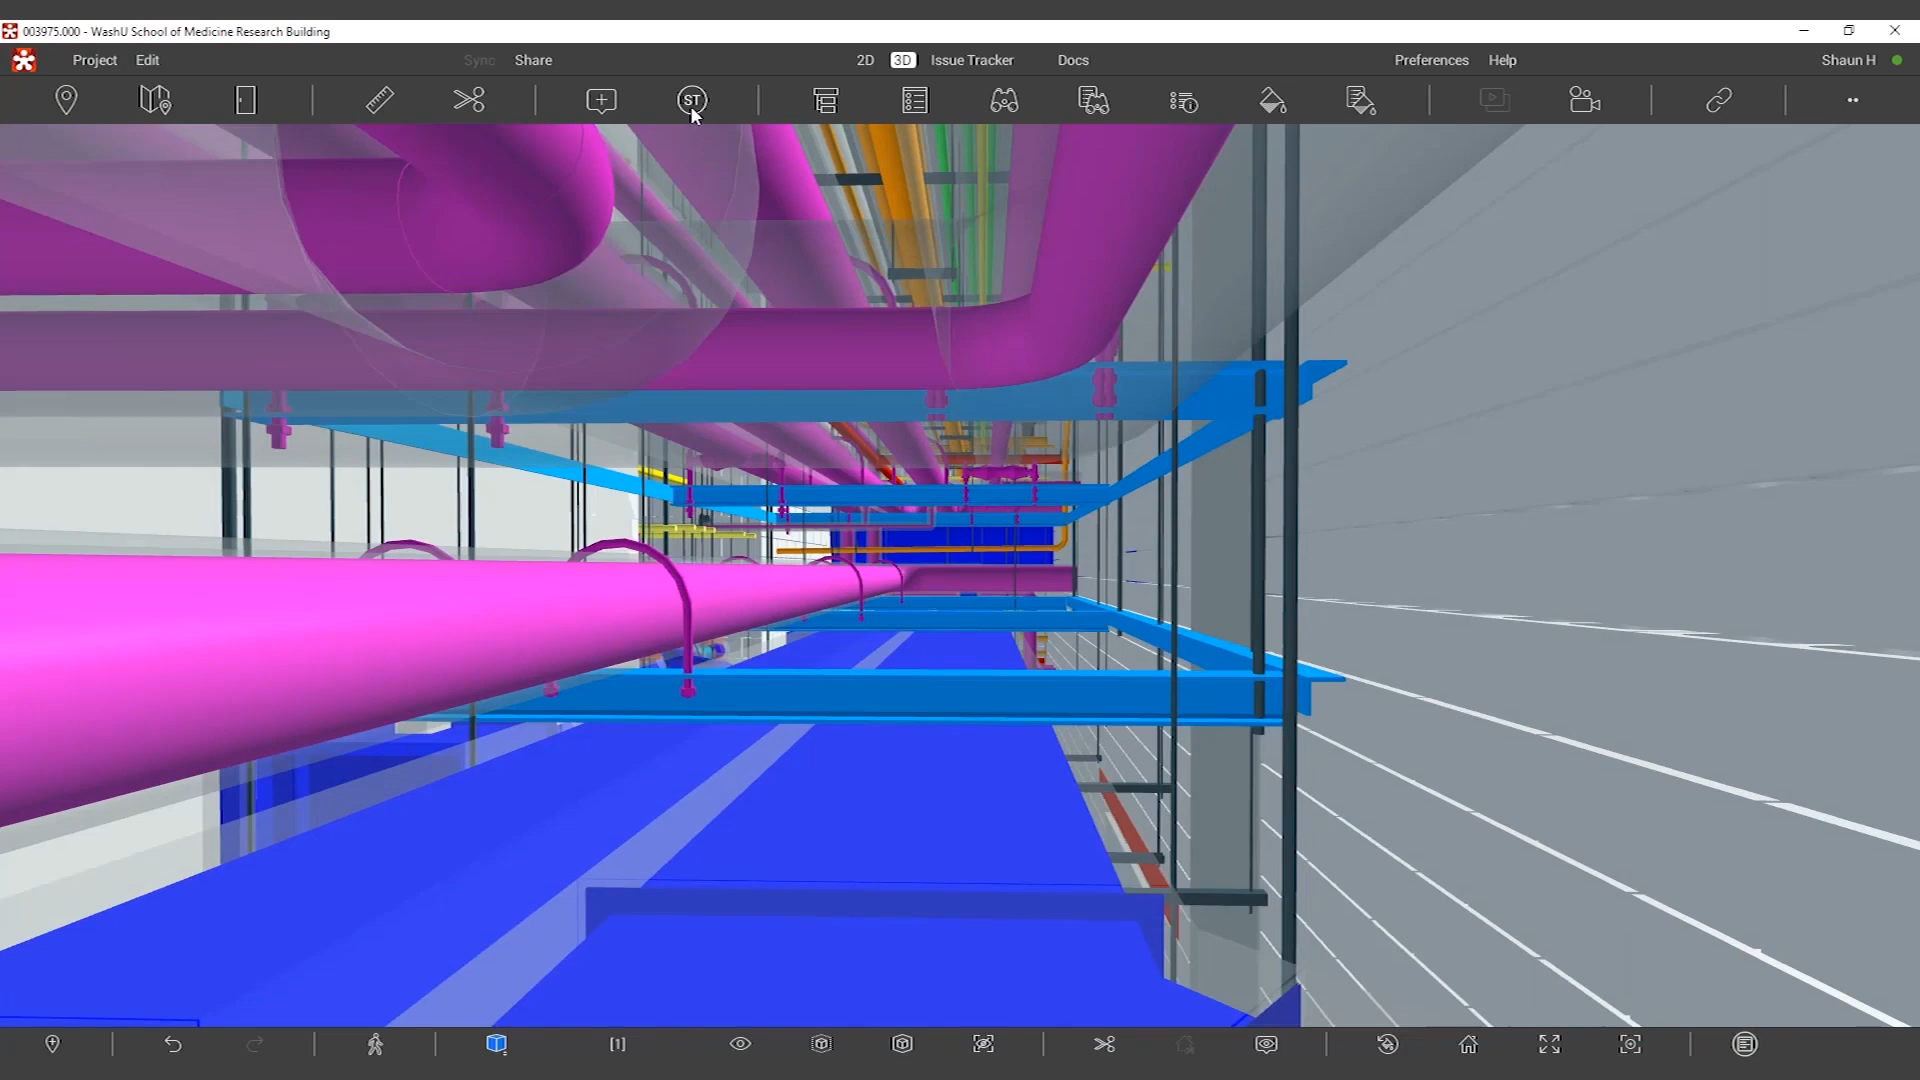 003975.000 - WashU School of Medicine Research Building
Project Edit Sync Share 2D 3D Issue Tracker Docs Preferences Help Shaun H
ST
[1]